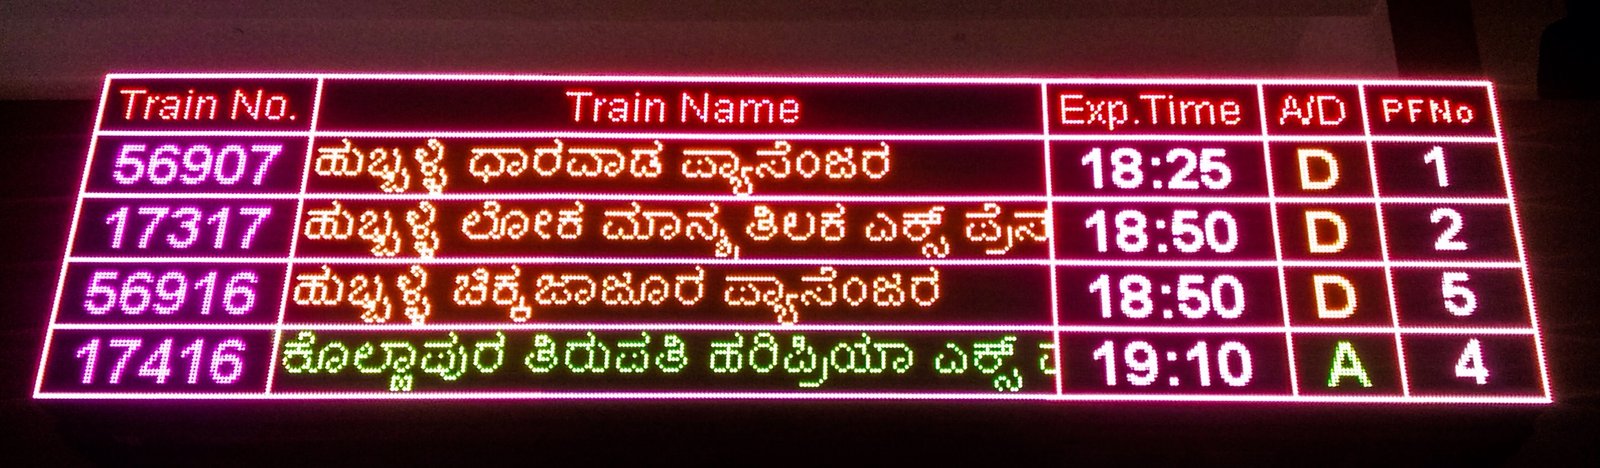 Train No. Train Name Exp.Time A/D PFNo
56907 ಹುಬ್ಬಳ್ಳಿ ಧಾರವಾಡ ಪ್ಯಾಸೆಂಜರ 18:25 D 1
17317 ಹುಬ್ಬಳ್ಳಿ ಲೋಕ ಮಾನ್ಯ ತಿಲಕ ಎಕ್ಸ್ 18:50 D 2
56916 ಹುಬ್ಬಳ್ಳಿ ಚಿಕ್ಕಜಾಜೂರ ಪ್ಯಾಸೆಂಜರ 18:50 D 5
17416 ಕೊಲ್ಹಾಪುರ ತಿರುಪತಿ ಹರಿಪ್ರಿಯಾ ಎಕ್ಸ್ 19:10 A 4